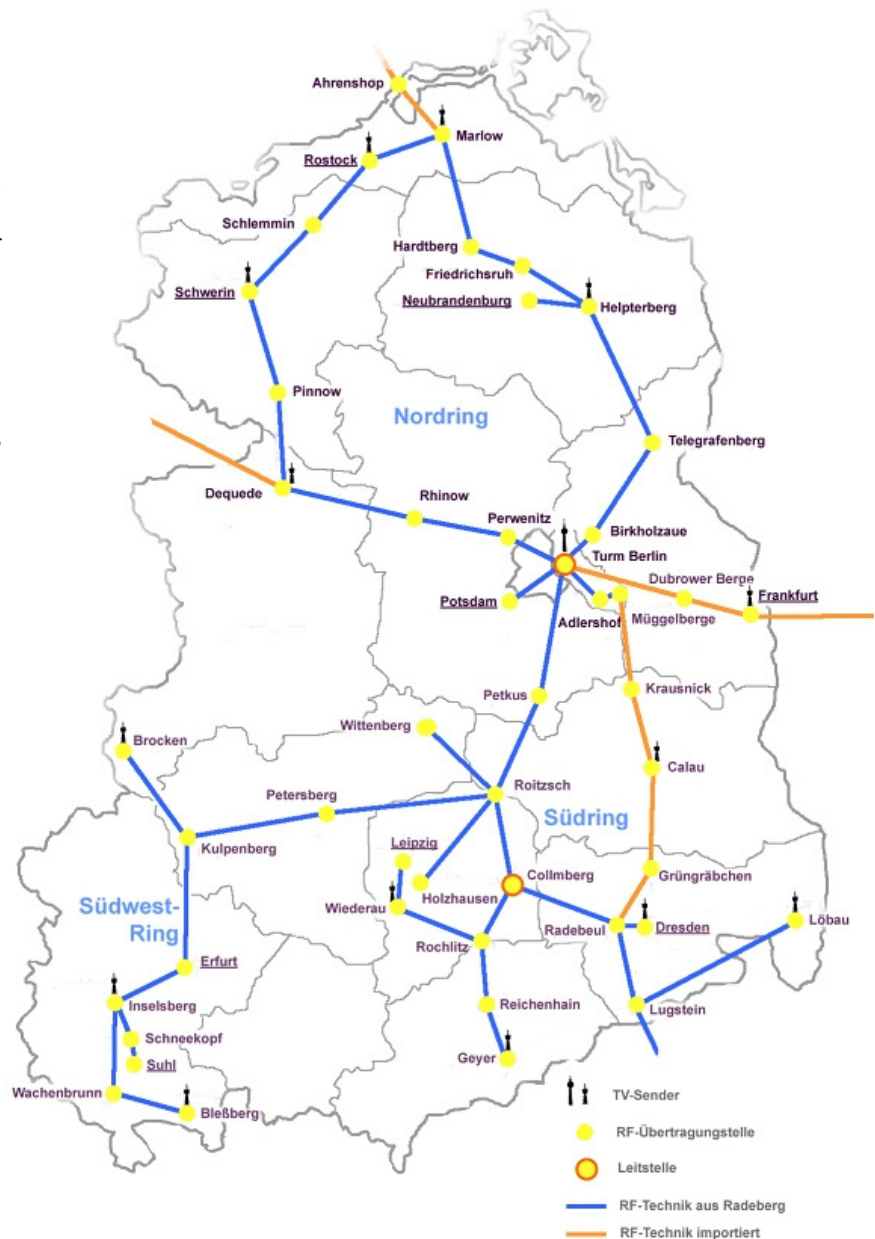 Ahrenshop
Marlow
Rostock
Schlemmin
Hardtberg
Friedrichsruh
Schwerin
Neubrandenburg
Helpterberg
Pinnow
Nordring
Telegrafenberg
Dequede
Rhinow
Perwenitz
Birkholzaue
Turm Berlin
Dubrower Berge
Frankfurt
Potsdam
Adlershof
Müggelberge
Petkus
Krausnick
Wittenberg
Brocken
Calau
Petersberg
Roitzsch
Südring
Kulpenberg
Leipzig
Collmberg
Grüngräbchen
Holzhausen
Südwest-
Ring
Wiederau
Radebeul
Dresden
Löbau
Rochlitz
Erfurt
Inselsberg
Reichenhain
Lugstein
Schneekopf
Geyer
Suhl
Wachenbrunn
Bleßberg
TV-Sender
RF-Übertragungstelle
Leitstelle
RF-Technik aus Radeberg
RF-Technik importiert